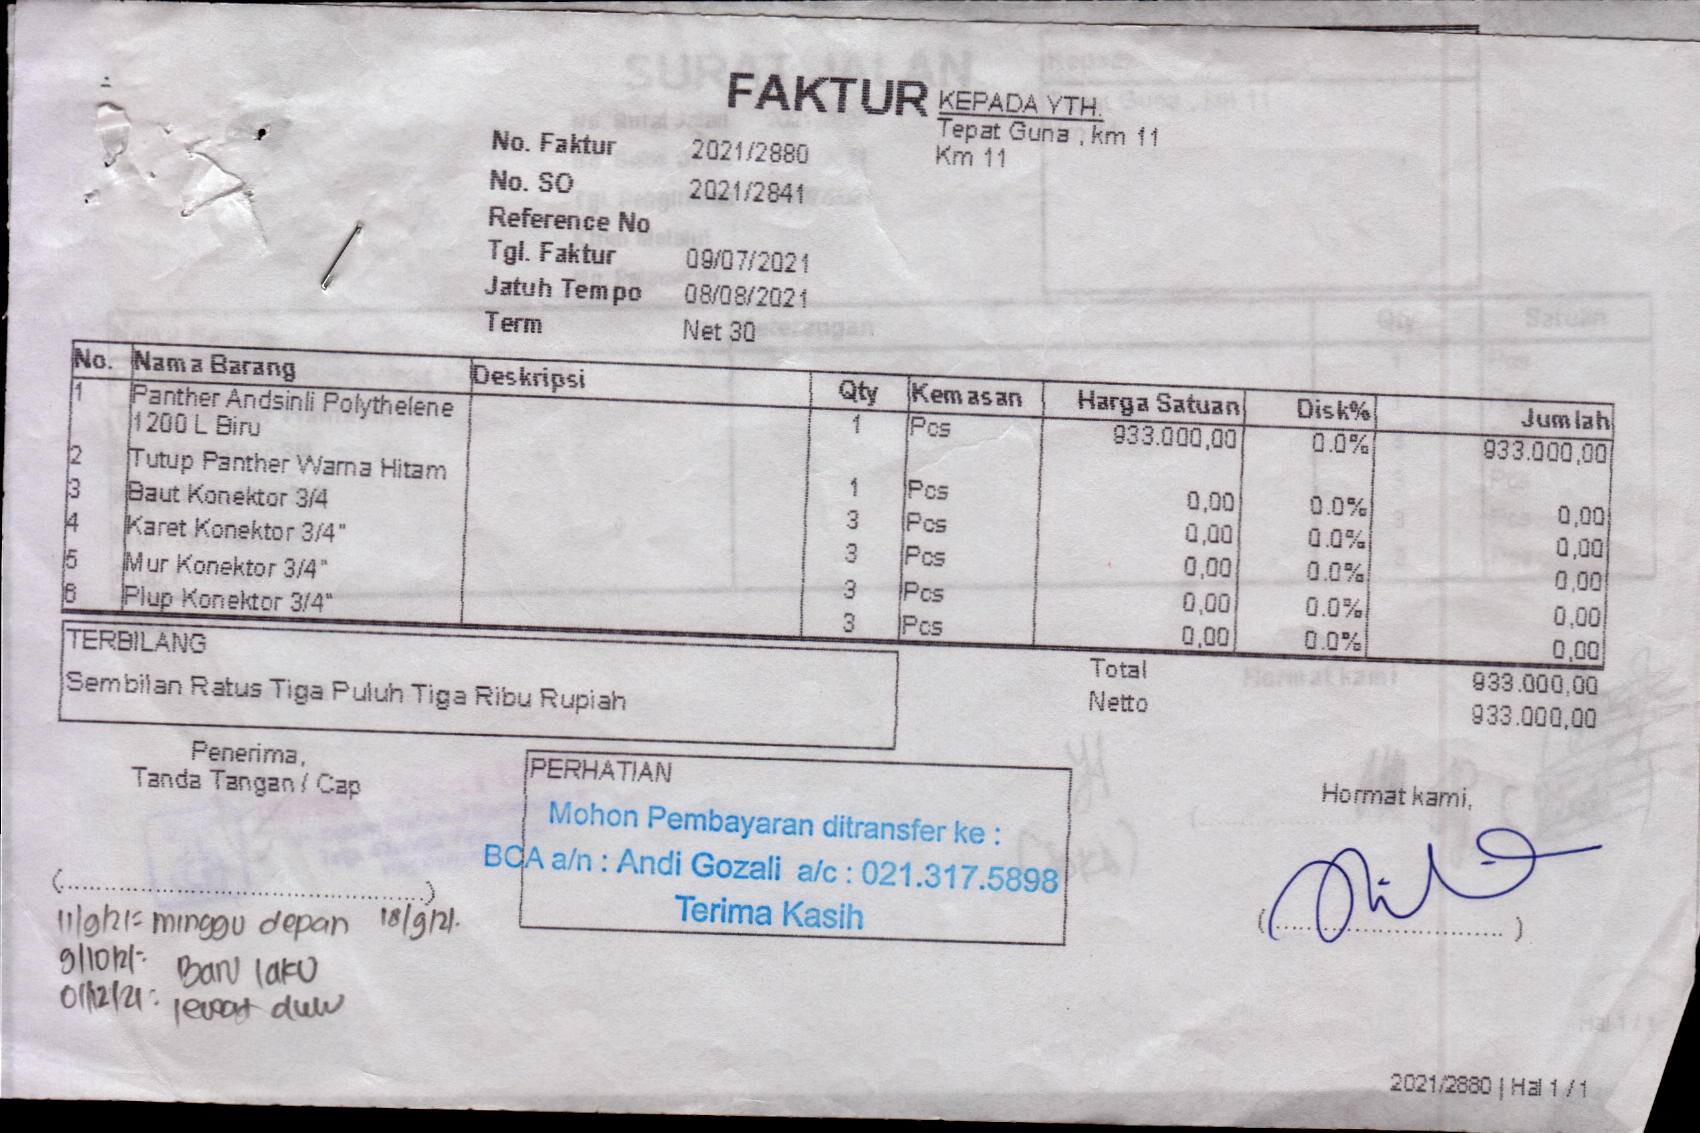 FAKTUR
KEPADA YTH.
Tepat Guna , km 11
Km 11
No. Faktur 2021/2880
No. SO 2021/2841
Reference No
Tgl. Faktur 09/07/2021
Jatuh Tempo 08/08/2021
Term Net 30
No. Nama Barang Deskripsi Qty Kemasan Harga Satuan Disk% Jumlah
1 Panther Andsinli Polythelene 1 Pcs 933.000,00 0.0% 933.000,00
1200 L Biru
2 Tutup Panther Warna Hitam 1 Pcs 0,00 0.0% 0,00
3 Baut Konektor 3/4 3 Pcs 0,00 0.0% 0,00
4 Karet Konektor 3/4" 3 Pcs 0,00 0.0% 0,00
5 Mur Konektor 3/4" 3 Pcs 0,00 0.0% 0,00
6 Plup Konektor 3/4" 3 Pcs 0,00 0.0% 0,00
TERBILANG
Sembilan Ratus Tiga Puluh Tiga Ribu Rupiah
Total 933.000,00
Netto 933.000,00
Penerima,
Tanda Tangan / Cap
(....................................................)
PERHATIAN
Mohon Pembayaran ditransfer ke :
BCA a/n : Andi Gozali a/c : 021.317.5898
Terima Kasih
Hormat kami,
(....................................)
11/9/21= minggu depan 18/9/21.
9/10/21=. Baru laku
01/12/21=. lewat dulu
2021/2880 | Hal 1 / 1